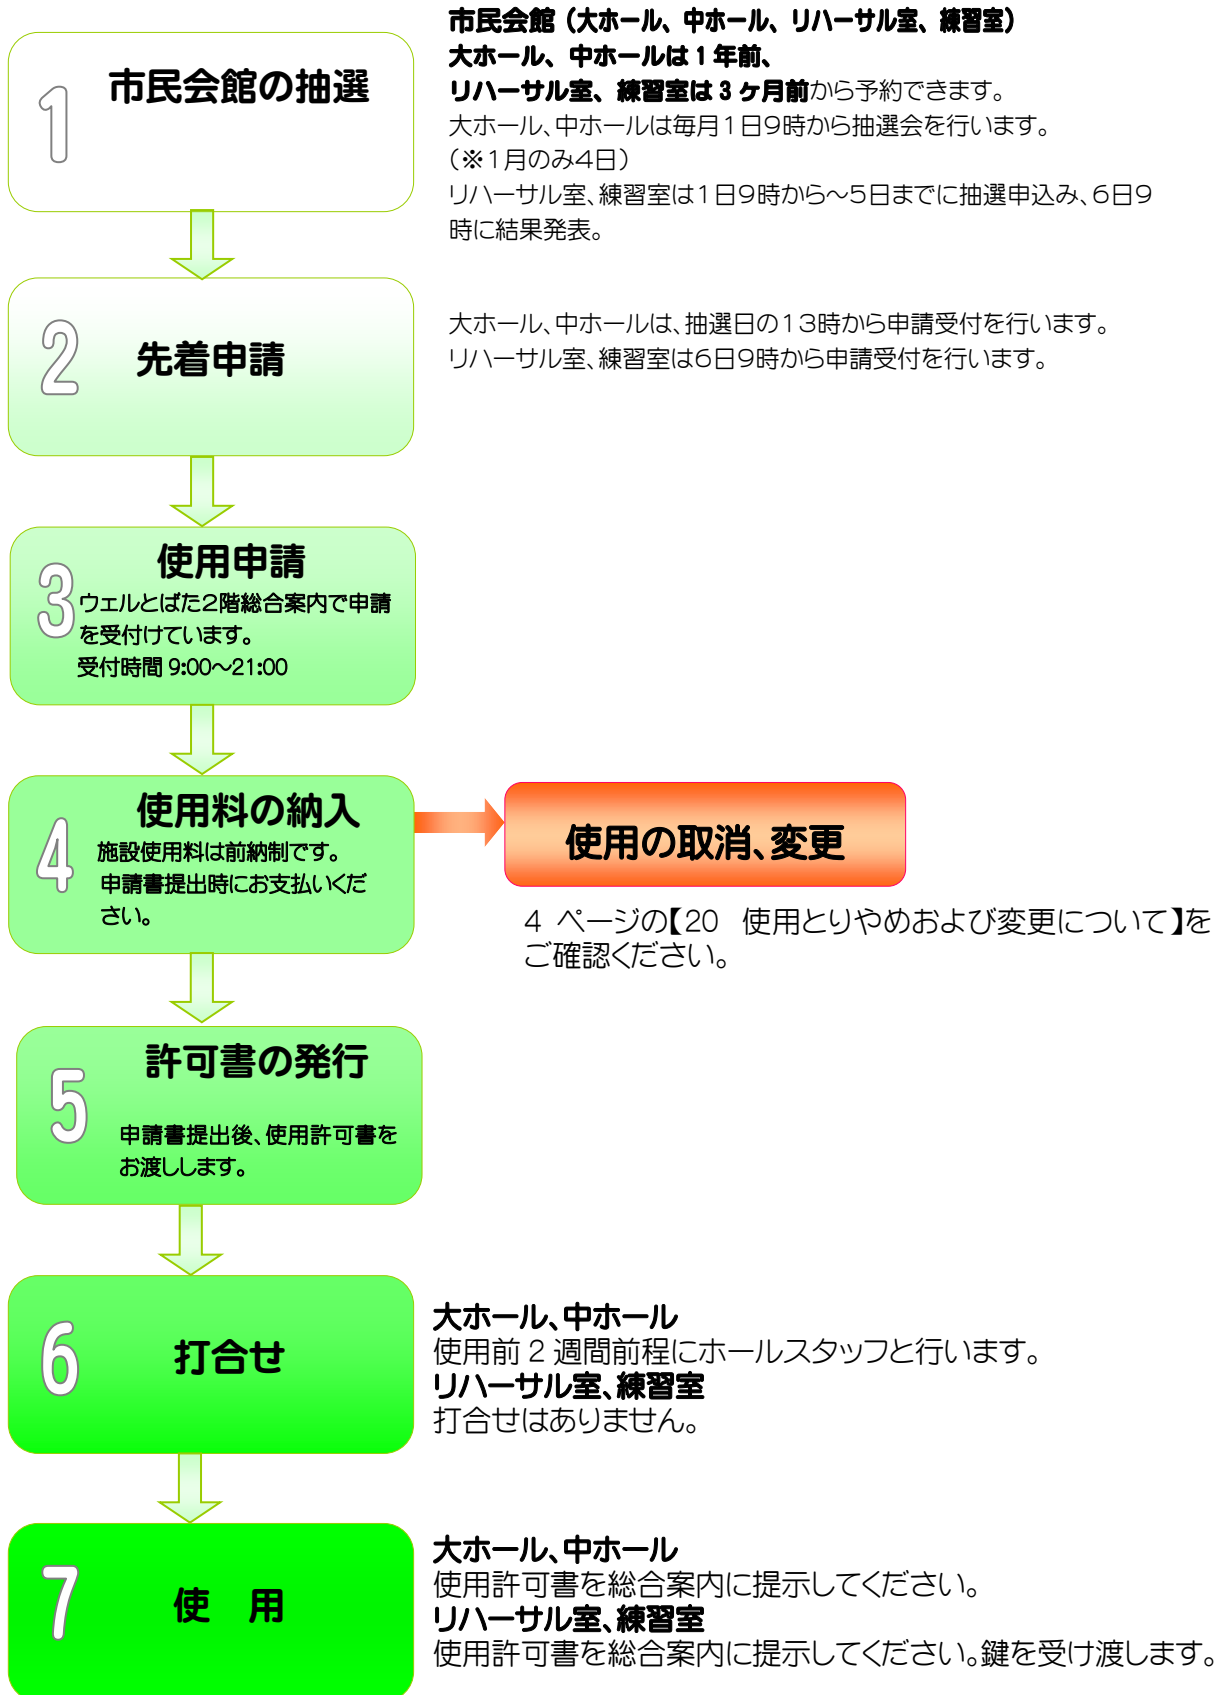 1
市民会館の抽選
市民会館（大ホール、中ホール、リハーサル室、練習室）
大ホール、中ホールは1年前、
リハーサル室、練習室は3ヶ月前から予約できます。
大ホール、中ホールは毎月1日9時から抽選会を行います。
（※1月のみ4日）
リハーサル室、練習室は1日9時から～5日までに抽選申込み、6日9
時に結果発表。
2
先着申請
大ホール、中ホールは、抽選日の13時から申請受付を行います。
リハーサル室、練習室は6日9時から申請受付を行います。
3
使用申請
ウェルとばた2階総合案内で申請
を受付けています。
受付時間 9:00～21:00
4
使用料の納入
施設使用料は前納制です。
申請書提出時にお支払いくだ
さい。
使用の取消、変更
4 ページの【20　使用とりやめおよび変更について】を
ご確認ください。
5
許可書の発行
申請書提出後、使用許可書を
お渡しします。
6
打合せ
大ホール、中ホール
使用前2週間前程にホールスタッフと行います。
リハーサル室、練習室
打合せはありません。
7
使　用
大ホール、中ホール
使用許可書を総合案内に提示してください。
リハーサル室、練習室
使用許可書を総合案内に提示してください。鍵を受け渡します。